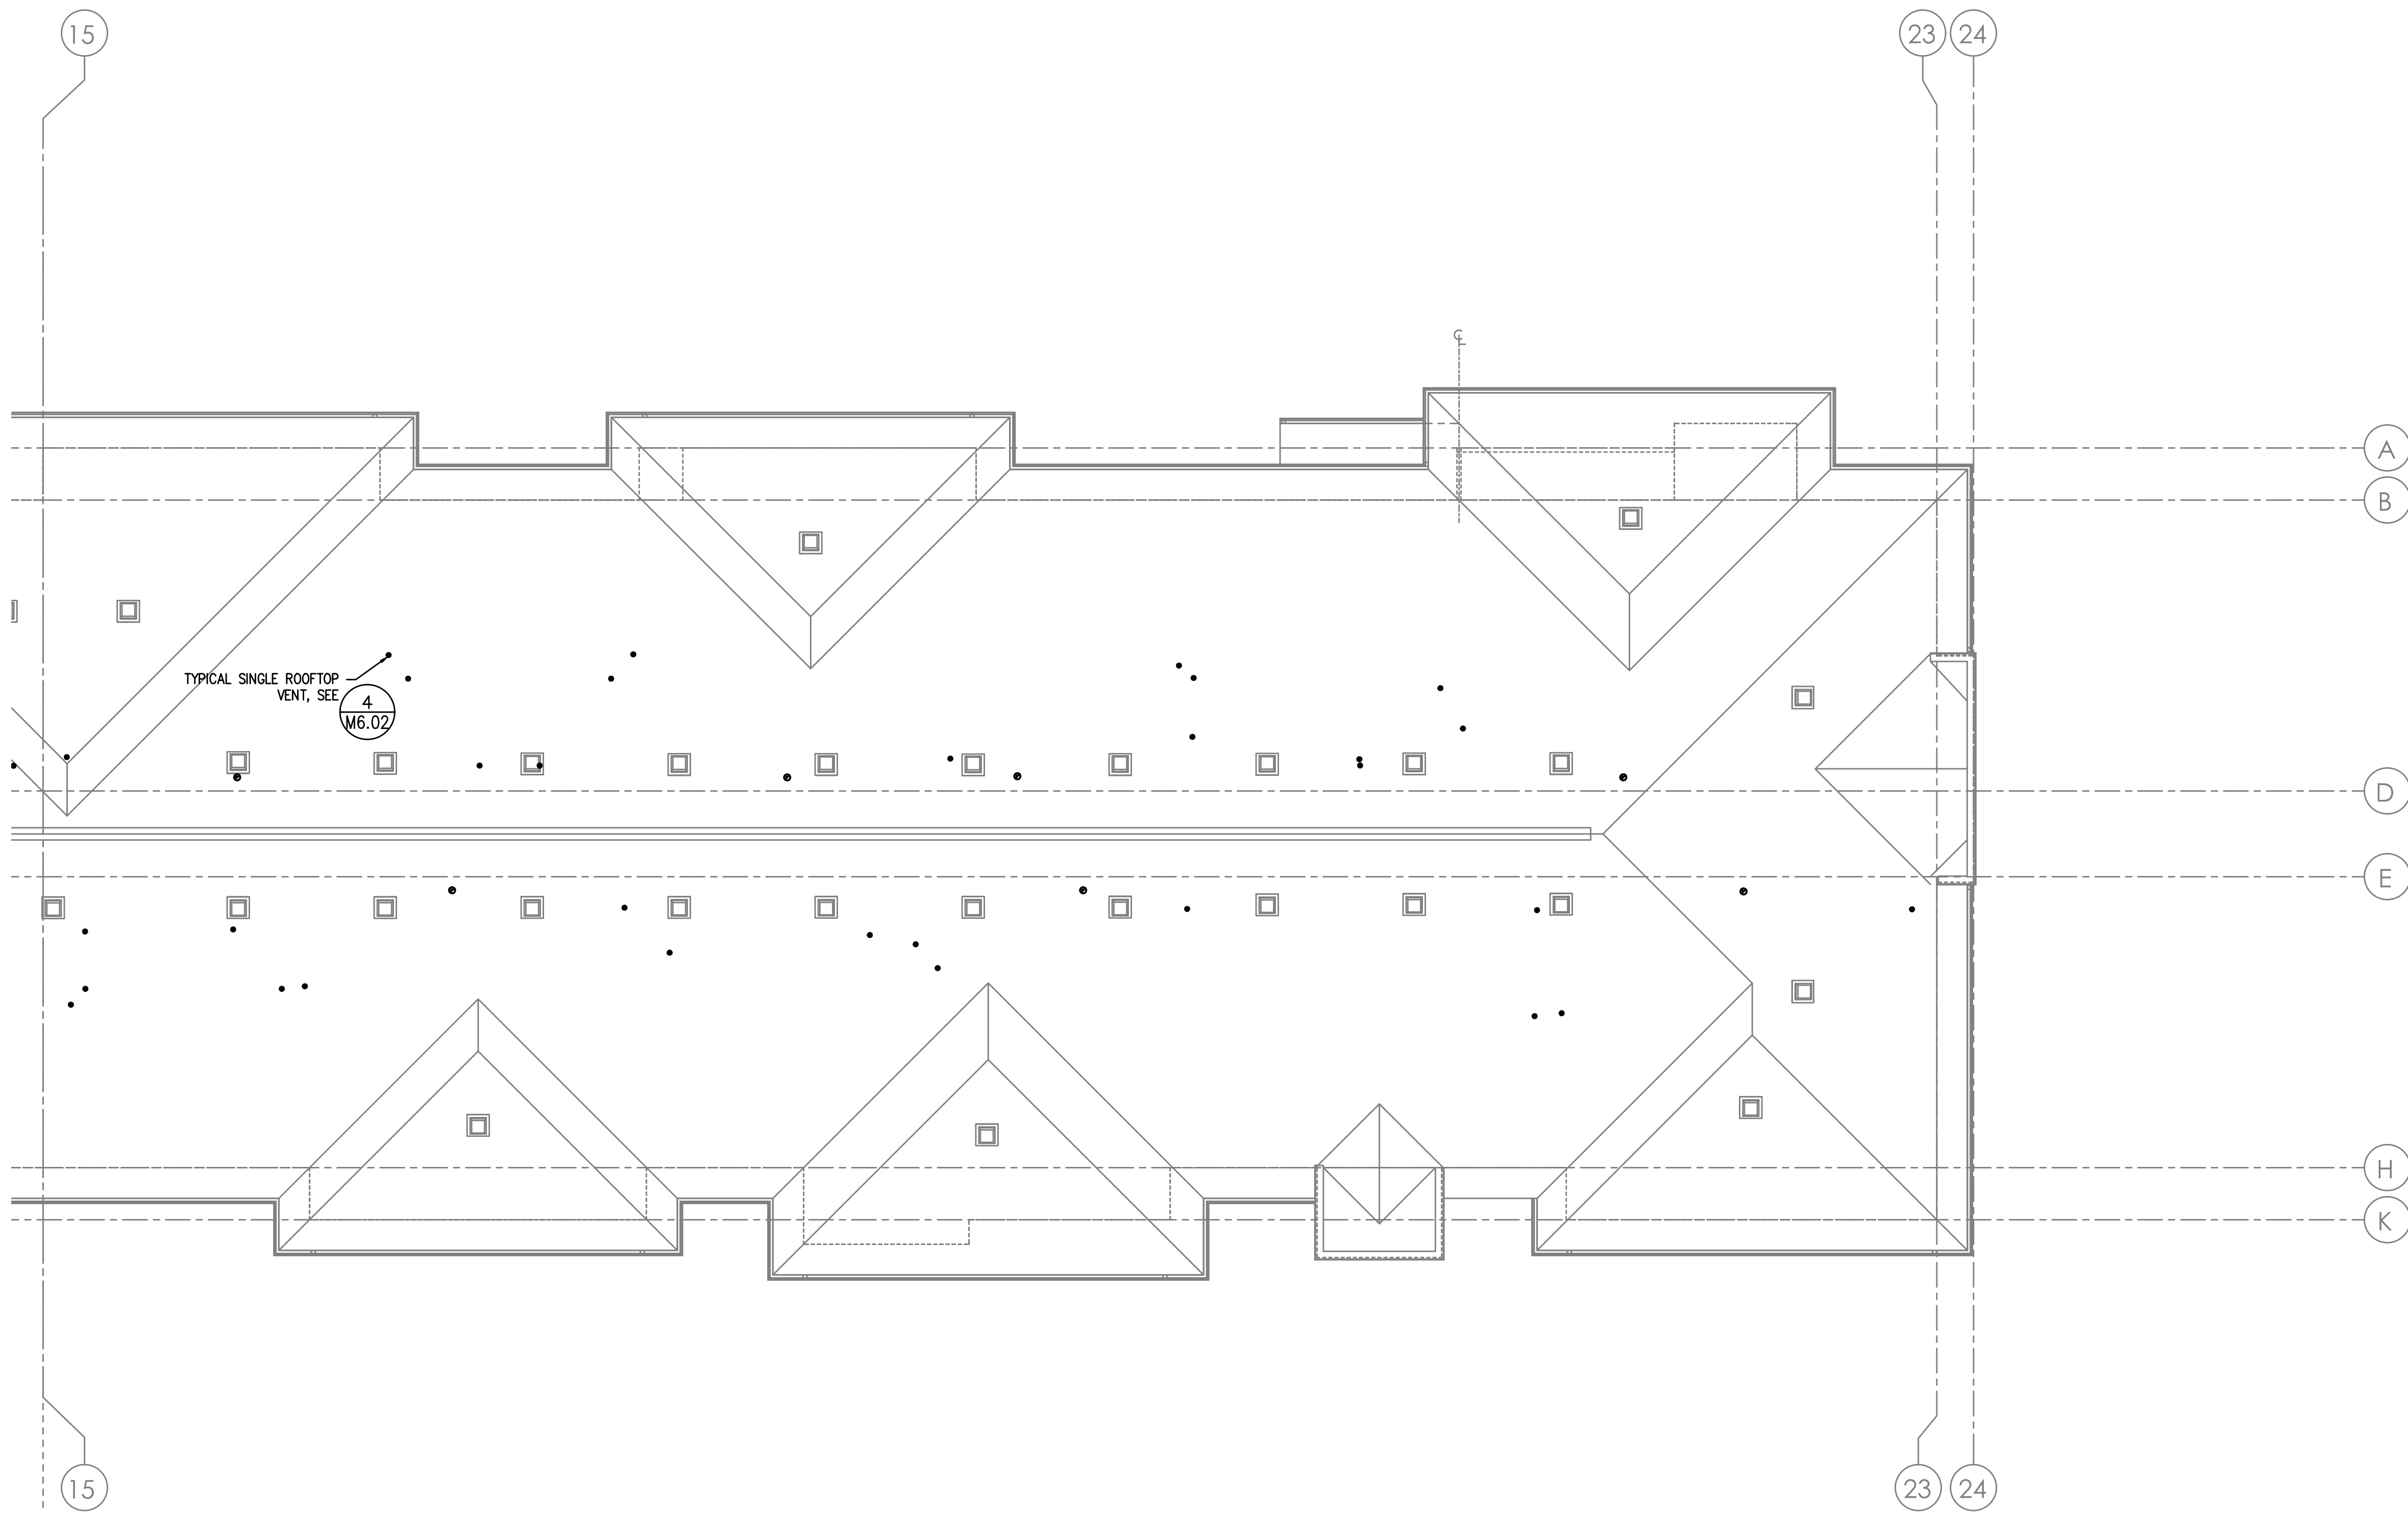 15
23
24
℄
A
B
TYPICAL SINGLE ROOFTOP
VENT, SEE
4
M6.02
D
E
H
K
15
23
24